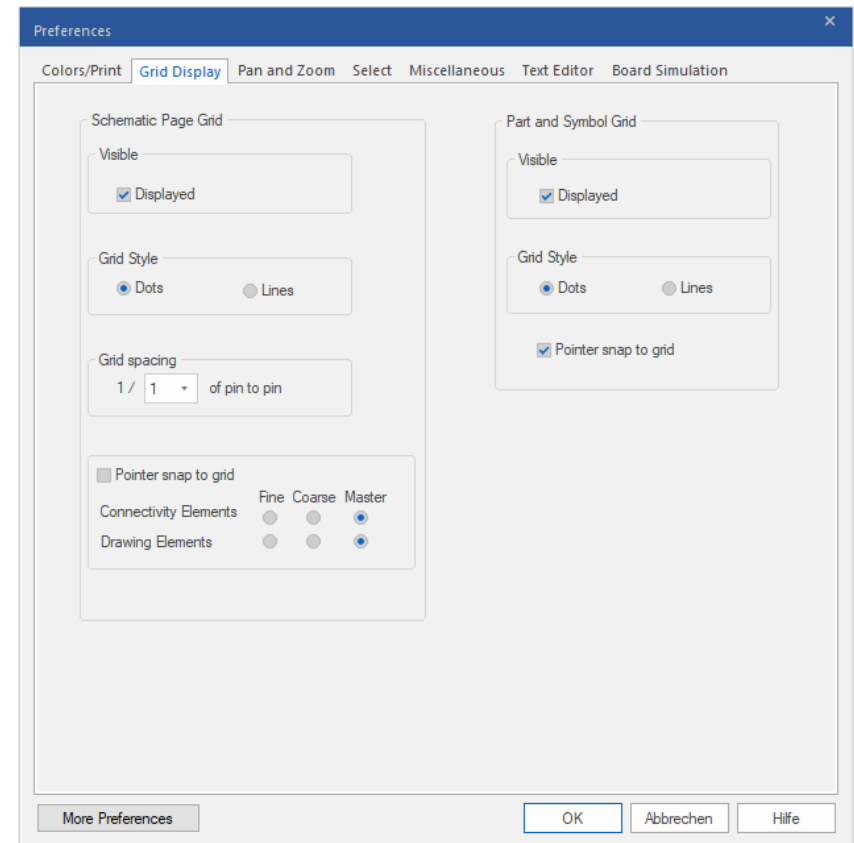 Preferences
Colors/Print Grid Display Pan and Zoom Select Miscellaneous Text Editor Board Simulation
Schematic Page Grid
Visible
Displayed
Grid Style
Dots Lines
Grid spacing
1 / 1 of pin to pin
Pointer snap to grid
Fine Coarse Master
Connectivity Elements
Drawing Elements
Part and Symbol Grid
Visible
Displayed
Grid Style
Dots Lines
Pointer snap to grid
More Preferences OK Abbrechen Hilfe